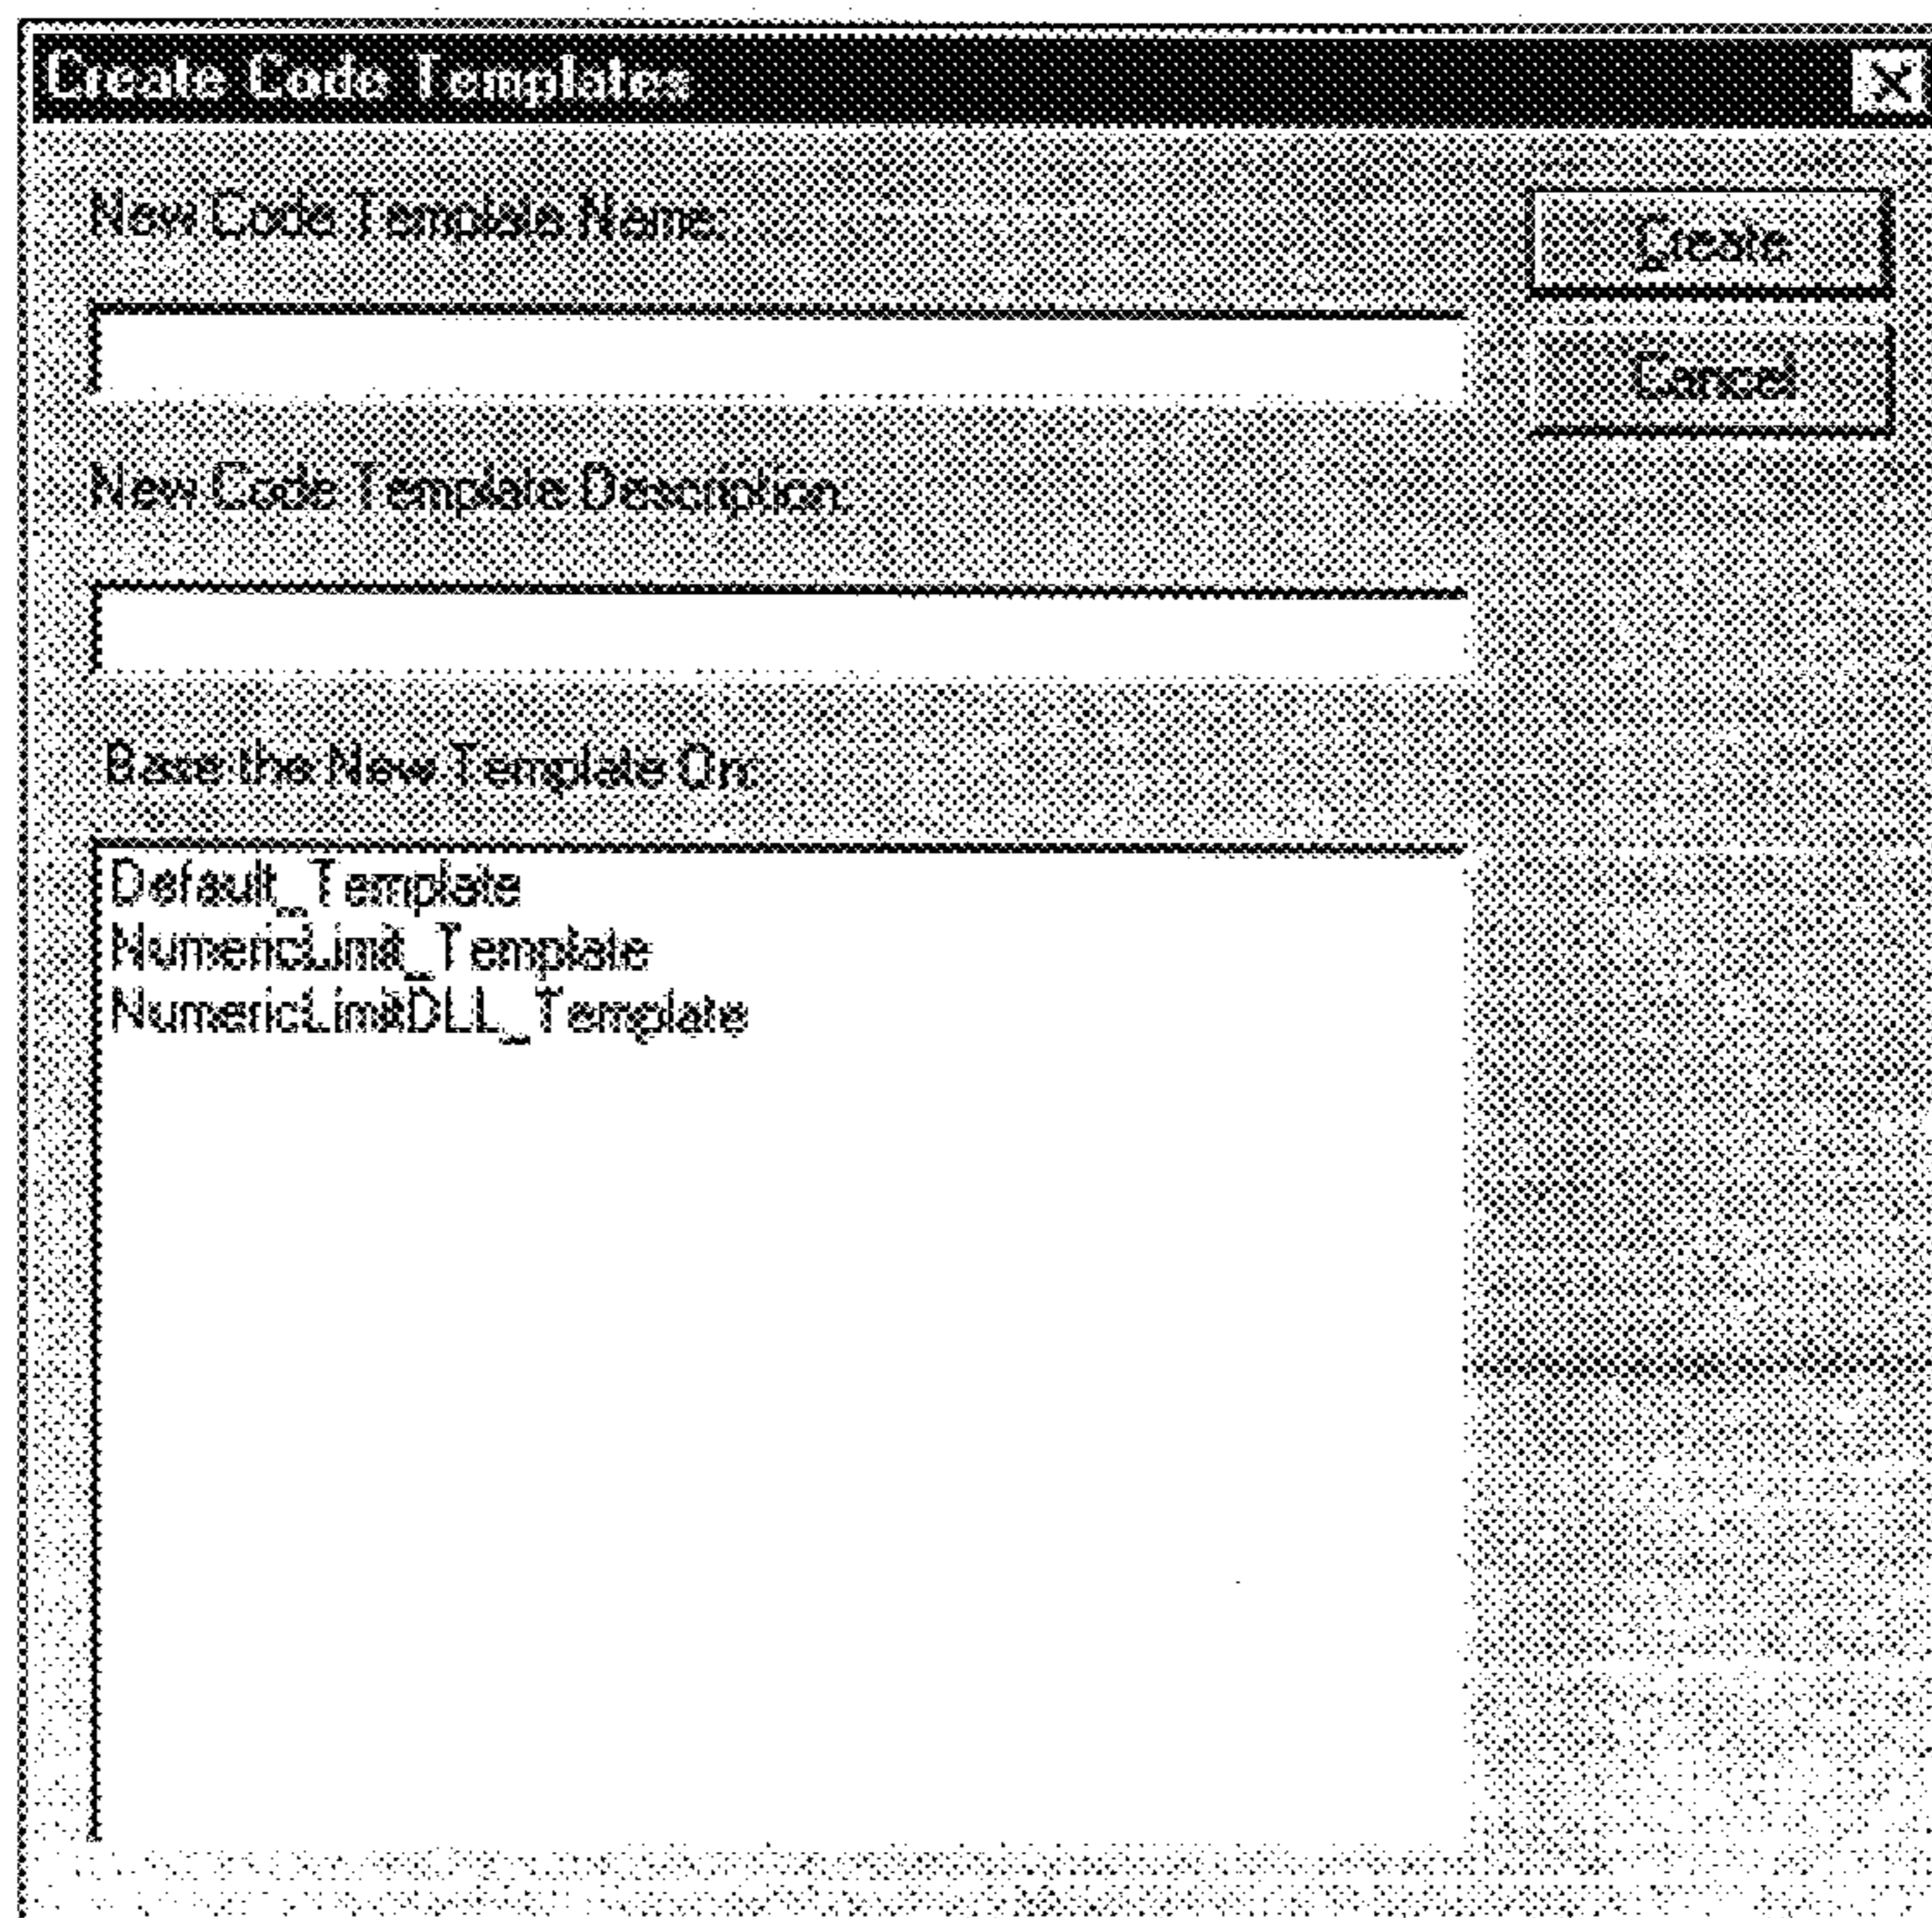 Create Code Templates
New Code Template Name:
Create
Cancel
New Code Template Description:
Base the New Template On:
Default_Template
NumericLimit_Template
NumericLimitDLL_Template